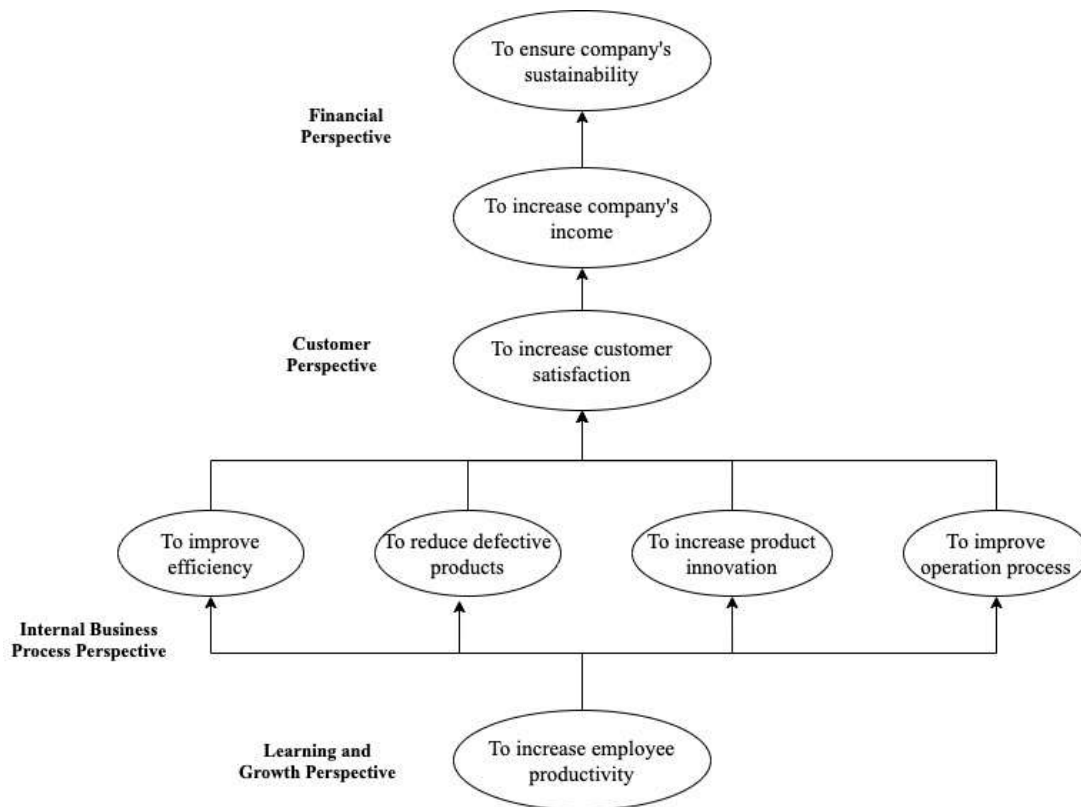 To ensure company's
sustainability
Financial
Perspective
To increase company's
income
Customer
Perspective
To increase customer
satisfaction
To improve
efficiency
To reduce defective
products
To increase product
innovation
To improve
operation process
Internal Business
Process Perspective
Learning and
Growth Perspective
To increase employee
productivity